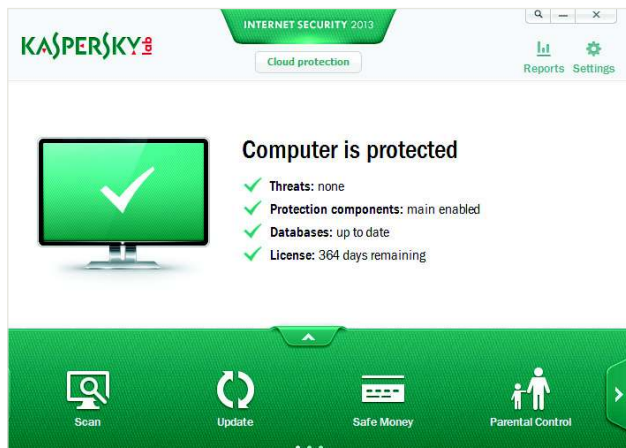 KASPERSKY lab
INTERNET SECURITY 2013
Cloud protection
Reports Settings
Computer is protected
Threats: none
Protection components: main enabled
Databases: up to date
License: 364 days remaining
Scan Update Safe Money Parental Control